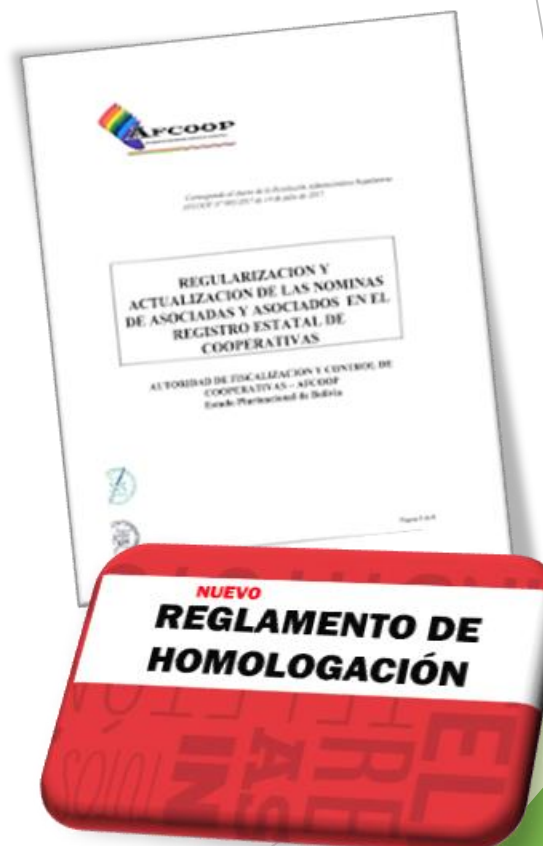 AFCOOP
REGULARIZACION Y
ACTUALIZACION DE LAS NOMINAS
DE ASOCIADAS Y ASOCIADOS EN EL
REGISTRO ESTATAL DE
COOPERATIVAS
AUTORIDAD DE FISCALIZACION Y CONTROL DE
COOPERATIVAS – AFCOOP
Estado Plurinacional de Bolivia
NUEVO
REGLAMENTO DE
HOMOLOGACIÓN